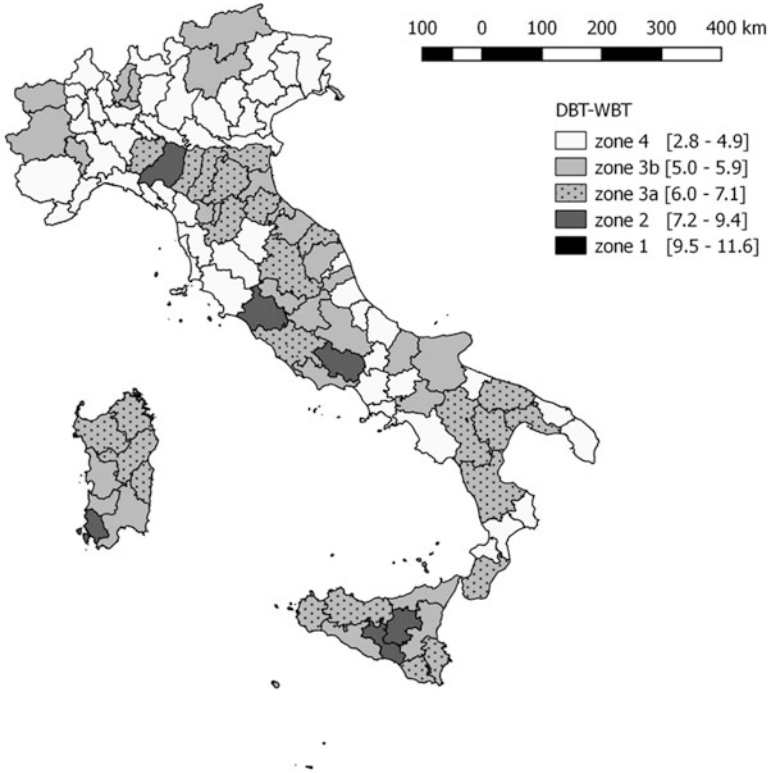 100 0 100 200 300 400 km
DBT-WBT
zone 4 [2.8 - 4.9]
zone 3b [5.0 - 5.9]
zone 3a [6.0 - 7.1]
zone 2 [7.2 - 9.4]
zone 1 [9.5 - 11.6]